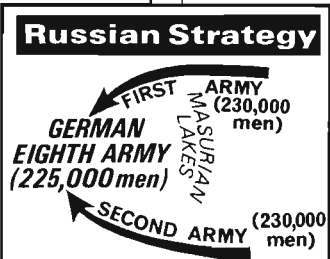 Russian Strategy
FIRST ARMY
(230,000
men)
MASURIAN
LAKES
GERMAN
EIGHTH ARMY
(225,000 men)
SECOND ARMY
(230,000
men)